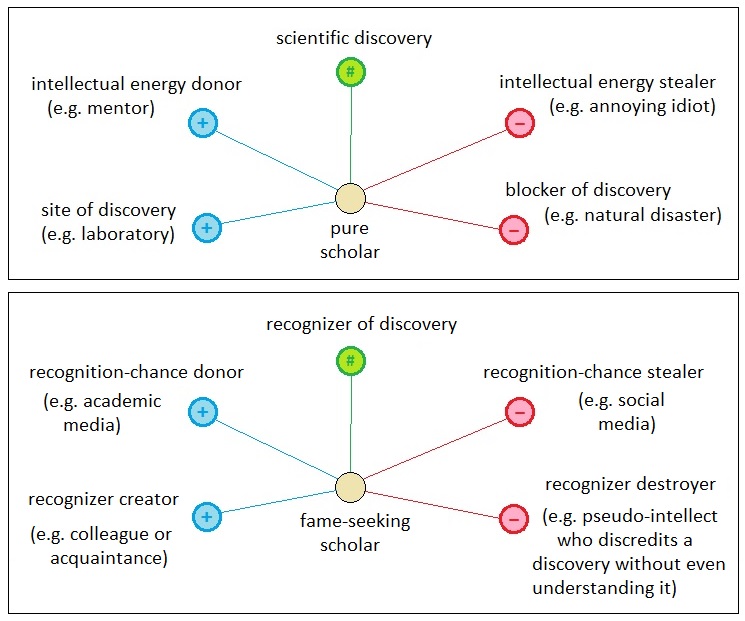 scientific discovery
#
intellectual energy donor
(e.g. mentor)
+
intellectual energy stealer
(e.g. annoying idiot)
−
site of discovery
(e.g. laboratory)
+
blocker of discovery
(e.g. natural disaster)
−
pure
scholar
recognizer of discovery
#
recognition-chance donor
(e.g. academic
media)
+
recognition-chance stealer
(e.g. social
media)
−
recognizer creator
(e.g. colleague or
acquaintance)
+
recognizer destroyer
(e.g. pseudo-intellect
who discredits a
discovery without even
understanding it)
−
fame-seeking
scholar